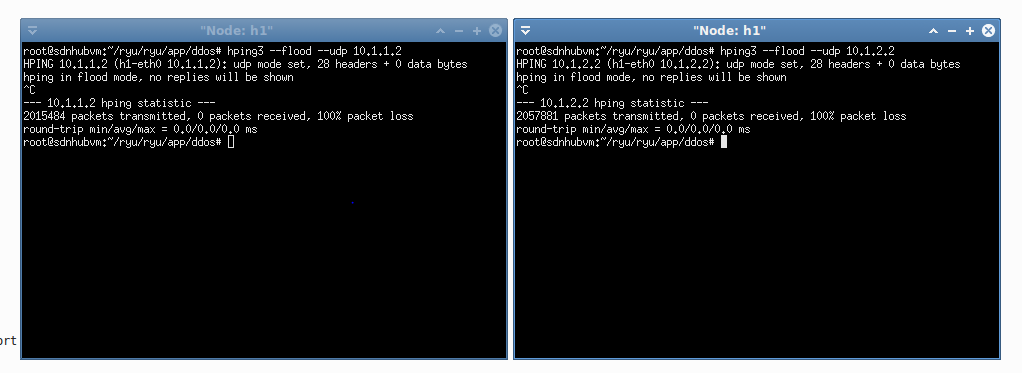 "Node: h1"
root@sdnhubvm:~/ryu/ryu/app/ddos# hping3 --flood --udp 10.1.1.2
HPING 10.1.1.2 (h1-eth0 10.1.1.2): udp mode set, 28 headers + 0 data bytes
hping in flood mode, no replies will be shown
^C
--- 10.1.1.2 hping statistic ---
2015484 packets transmitted, 0 packets received, 100% packet loss
round-trip min/avg/max = 0.0/0.0/0.0 ms
root@sdnhubvm:~/ryu/ryu/app/ddos#
"Node: h1"
root@sdnhubvm:~/ryu/ryu/app/ddos# hping3 --flood --udp 10.1.2.2
HPING 10.1.2.2 (h1-eth0 10.1.2.2): udp mode set, 28 headers + 0 data bytes
hping in flood mode, no replies will be shown
^C
--- 10.1.2.2 hping statistic ---
2057881 packets transmitted, 0 packets received, 100% packet loss
round-trip min/avg/max = 0.0/0.0/0.0 ms
root@sdnhubvm:~/ryu/ryu/app/ddos#
ort